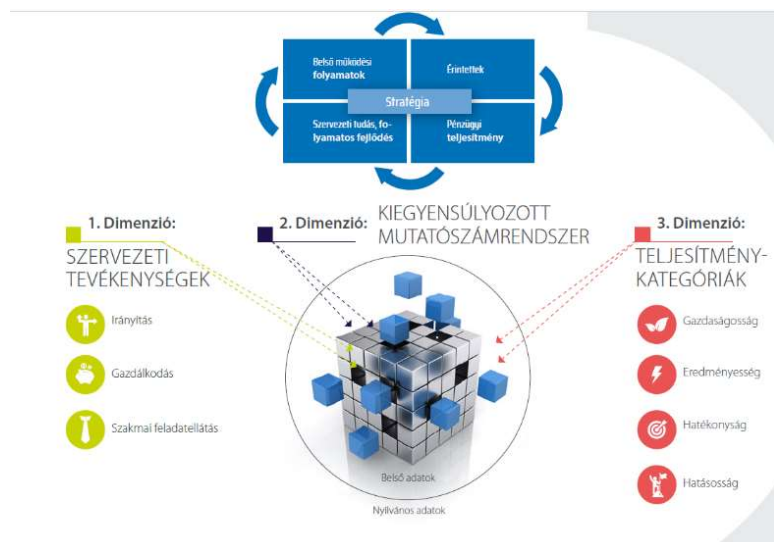 Belső működési
folyamatok
Érintettek
Stratégia
Szervezeti tudás, fo-
lyamatos fejlődés
Pénzügyi
teljesítmény
1. Dimenzió:
SZERVEZETI
TEVÉKENYSÉGEK
Irányítás
Gazdálkodás
Szakmai feladatellátás
2. Dimenzió:
KIEGYENSÚLYOZOTT
MUTATÓSZÁMRENDSZER
Belső adatok
Nyilvános adatok
3. Dimenzió:
TELJESÍTMÉNY-
KATEGÓRIÁK
Gazdaságosság
Eredményesség
Hatékonyság
Hatásosság